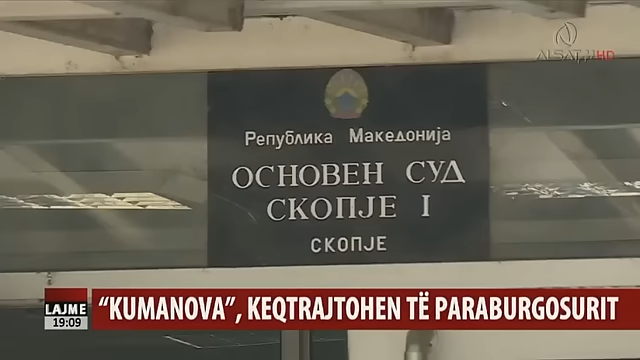 ALSAT-M HD
Република Македонија
ОСНОВЕН СУД
СКОПЈЕ I
СКОПЈЕ
LAJME
19:09
“KUMANOVA”, KEQTRAJTOHEN TË PARABURGOSURIT